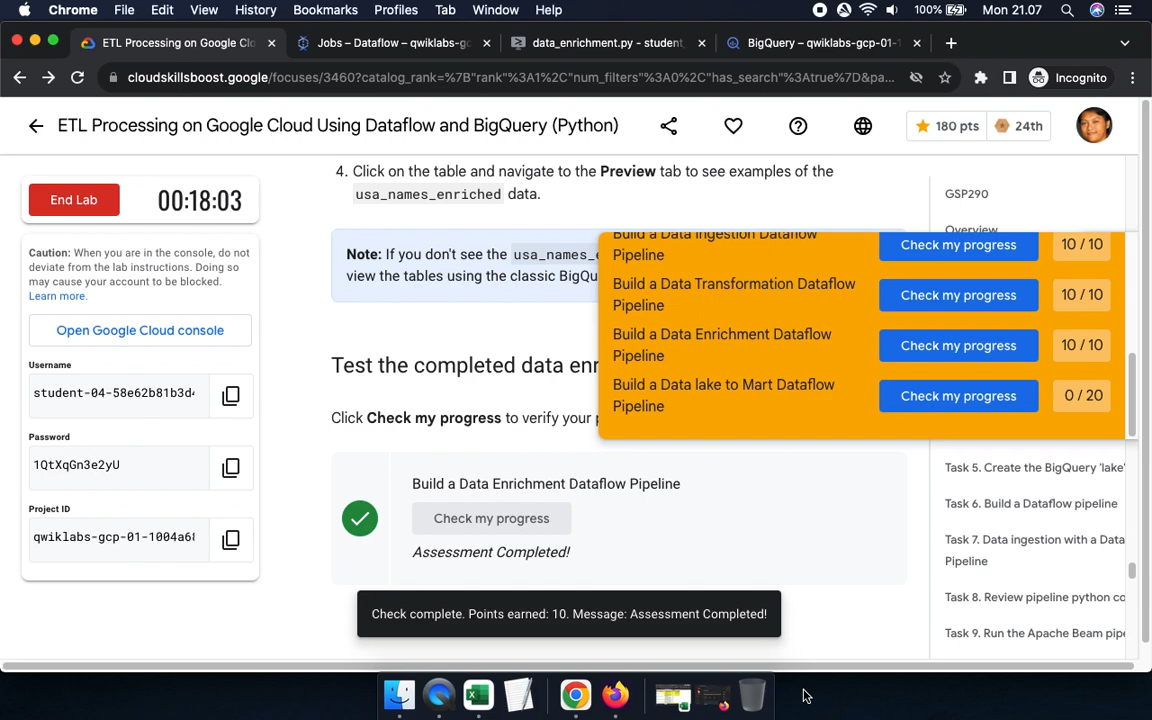 Chrome File Edit View History Bookmarks Profiles Tab Window Help 100% Mon 21.07
ETL Processing on Google Clo Jobs – Dataflow – qwiklabs-gc data_enrichment.py - student BigQuery – qwiklabs-gcp-01-1
cloudskillsboost.google/focuses/3460?catalog_rank=%7B"rank"%3A1%2C"num_filters"%3A0%2C"has_search"%3Atrue%7D&pa... Incognito
ETL Processing on Google Cloud Using Dataflow and BigQuery (Python) 180 pts 24th
End Lab 00:18:03
Caution: When you are in the console, do not
deviate from the lab instructions. Doing so
may cause your account to be blocked.
Learn more.
Open Google Cloud console
Username
student-04-58e62b81b3d
Password
1QtXqGn3e2yU
Project ID
qwiklabs-gcp-01-1004a6
4. Click on the table and navigate to the Preview tab to see examples of the
usa_names_enriched data.
Note: If you don't see the usa_names_e
view the tables using the classic BigQu
Build a Data Ingestion Dataflow
Pipeline
Check my progress 10 / 10
Build a Data Transformation Dataflow
Pipeline
Check my progress 10 / 10
Build a Data Enrichment Dataflow
Pipeline
Check my progress 10 / 10
Build a Data lake to Mart Dataflow
Pipeline
Check my progress 0 / 20
Test the completed data enr
Click Check my progress to verify your p
Build a Data Enrichment Dataflow Pipeline
Check my progress
Assessment Completed!
Check complete. Points earned: 10. Message: Assessment Completed!
GSP290
Overview
Task 5. Create the BigQuery 'lake'
Task 6. Build a Dataflow pipeline
Task 7. Data ingestion with a Data
Pipeline
Task 8. Review pipeline python co
Task 9. Run the Apache Beam pipe